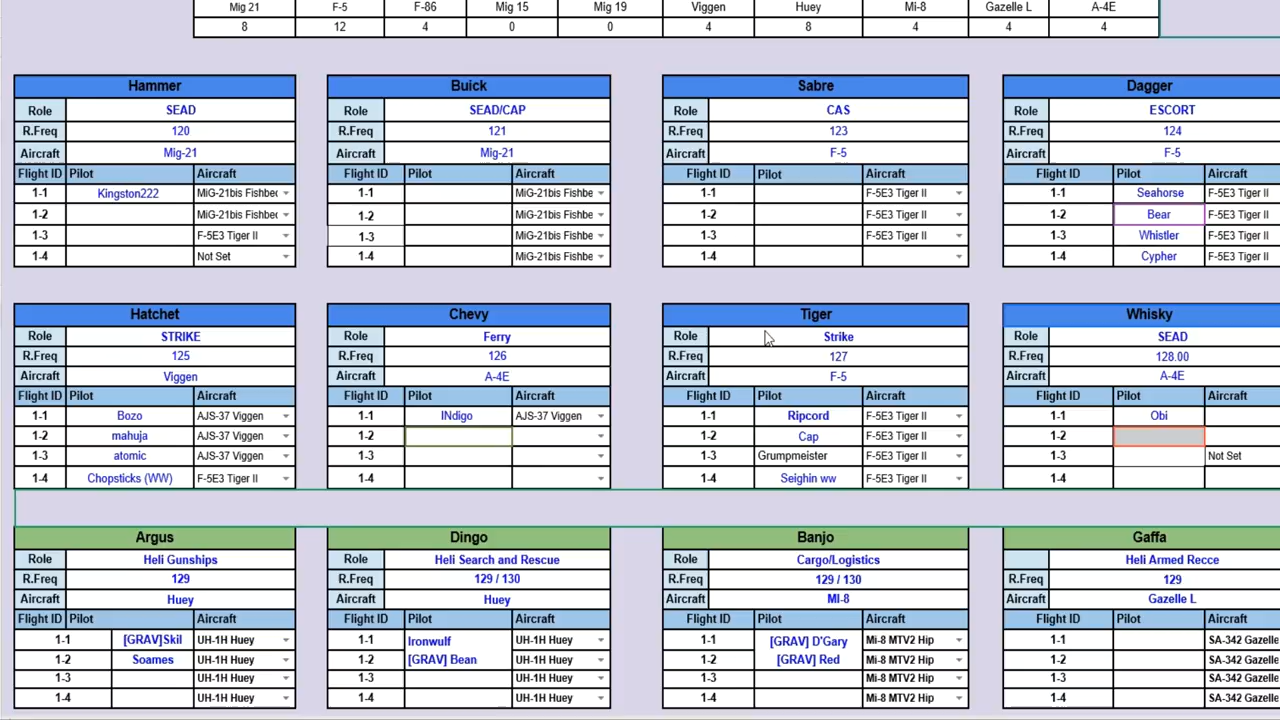 Mig 21 F-5 F-86 Mig 15 Mig 19 Viggen Huey Mi-8 Gazelle L A-4E
8 12 4 0 0 4 8 4 4 4
Hammer Buick Sabre Dagger
Role SEAD Role SEAD/CAP Role CAS Role ESCORT
R.Freq 120 R.Freq 121 R.Freq 123 R.Freq 124
Aircraft Mig-21 Aircraft Mig-21 Aircraft F-5 Aircraft F-5
Flight ID Pilot Aircraft Flight ID Pilot Aircraft Flight ID Pilot Aircraft Flight ID Pilot Aircraft
1-1 Kingston222 MiG-21bis Fishbe 1-1 MiG-21bis Fishbe 1-1 F-5E3 Tiger II 1-1 Seahorse F-5E3 Tiger II
1-2 MiG-21bis Fishbe 1-2 MiG-21bis Fishbe 1-2 F-5E3 Tiger II 1-2 Bear F-5E3 Tiger II
1-3 F-5E3 Tiger II 1-3 MiG-21bis Fishbe 1-3 F-5E3 Tiger II 1-3 Whistler F-5E3 Tiger II
1-4 Not Set 1-4 MiG-21bis Fishbe 1-4 1-4 Cypher F-5E3 Tiger II
Hatchet Chevy Tiger Whisky
Role STRIKE Role Ferry Role Strike Role SEAD
R.Freq 125 R.Freq 126 R.Freq 127 R.Freq 128.00
Aircraft Viggen Aircraft A-4E Aircraft F-5 Aircraft A-4E
Flight ID Pilot Aircraft Flight ID Pilot Aircraft Flight ID Pilot Aircraft Flight ID Pilot Aircraft
1-1 Bozo AJS-37 Viggen 1-1 INdigo AJS-37 Viggen 1-1 Ripcord F-5E3 Tiger II 1-1 Obi
1-2 mahuja AJS-37 Viggen 1-2 1-2 Cap F-5E3 Tiger II 1-2
1-3 atomic AJS-37 Viggen 1-3 1-3 Grumpmeister F-5E3 Tiger II 1-3 Not Set
1-4 Chopsticks (WW) F-5E3 Tiger II 1-4 1-4 Seighin ww F-5E3 Tiger II 1-4
Argus Dingo Banjo Gaffa
Role Heli Gunships Role Heli Search and Rescue Role Cargo/Logistics Heli Armed Recce
R.Freq 129 R.Freq 129 / 130 R.Freq 129 / 130 R.Freq 129
Aircraft Huey Aircraft Huey Aircraft MI-8 Aircraft Gazelle L
Flight ID Pilot Aircraft Flight ID Pilot Aircraft Flight ID Pilot Aircraft Flight ID Pilot Aircraft
1-1 [GRAV]Skil UH-1H Huey 1-1 Ironwulf UH-1H Huey 1-1 [GRAV] D'Gary Mi-8 MTV2 Hip 1-1 SA-342 Gazelle
1-2 Soames UH-1H Huey 1-2 [GRAV] Bean UH-1H Huey 1-2 [GRAV] Red Mi-8 MTV2 Hip 1-2 SA-342 Gazelle
1-3 UH-1H Huey 1-3 UH-1H Huey 1-3 Mi-8 MTV2 Hip 1-3 SA-342 Gazelle
1-4 UH-1H Huey 1-4 UH-1H Huey 1-4 Mi-8 MTV2 Hip 1-4 SA-342 Gazelle